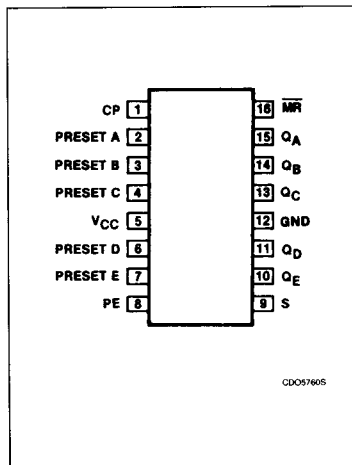 CP 1 16 M̅R̅
PRESET A 2 15 QA
PRESET B 3 14 QB
PRESET C 4 13 QC
VCC 5 12 GND
PRESET D 6 11 QD
PRESET E 7 10 QE
PE 8 9 S
CD05760S